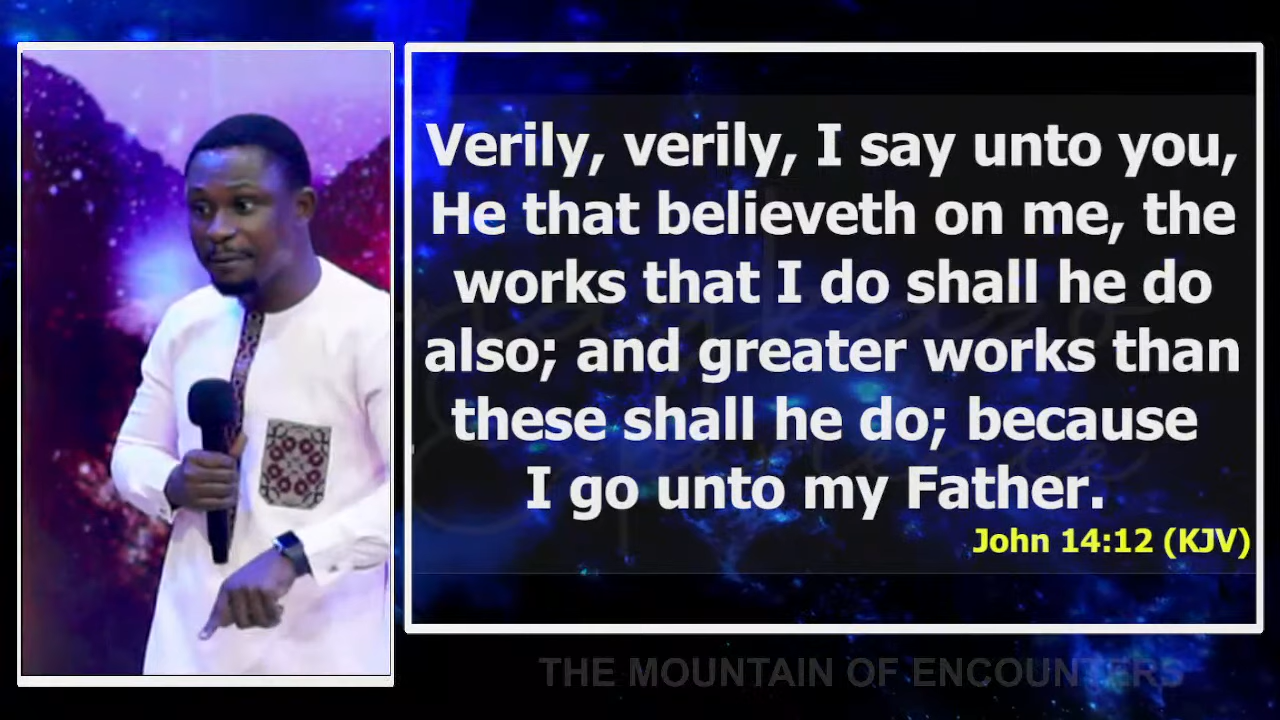 Verily, verily, I say unto you,
He that believeth on me, the
works that I do shall he do
also; and greater works than
these shall he do; because
I go unto my Father.
John 14:12 (KJV)
THE MOUNTAIN OF ENCOUNTERS